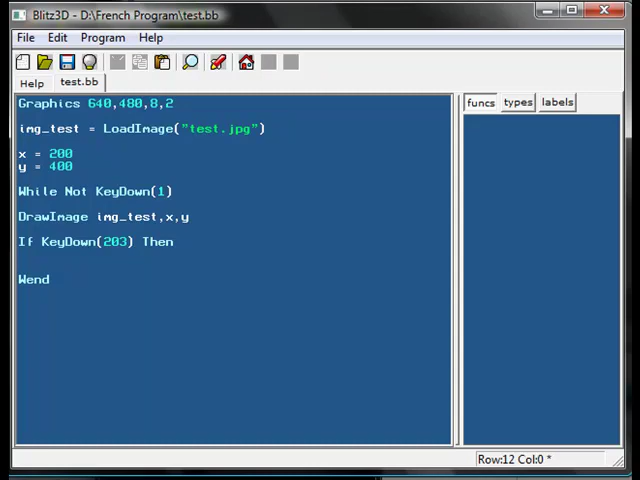 Blitz3D - D:\French Program\test.bb
File Edit Program Help
Help test.bb
funcs types labels
Graphics 640,480,8,2
img_test = LoadImage("test.jpg")
x = 200
y = 400
While Not KeyDown(1)
DrawImage img_test,x,y
If KeyDown(203) Then
Wend
Row:12 Col:0 *